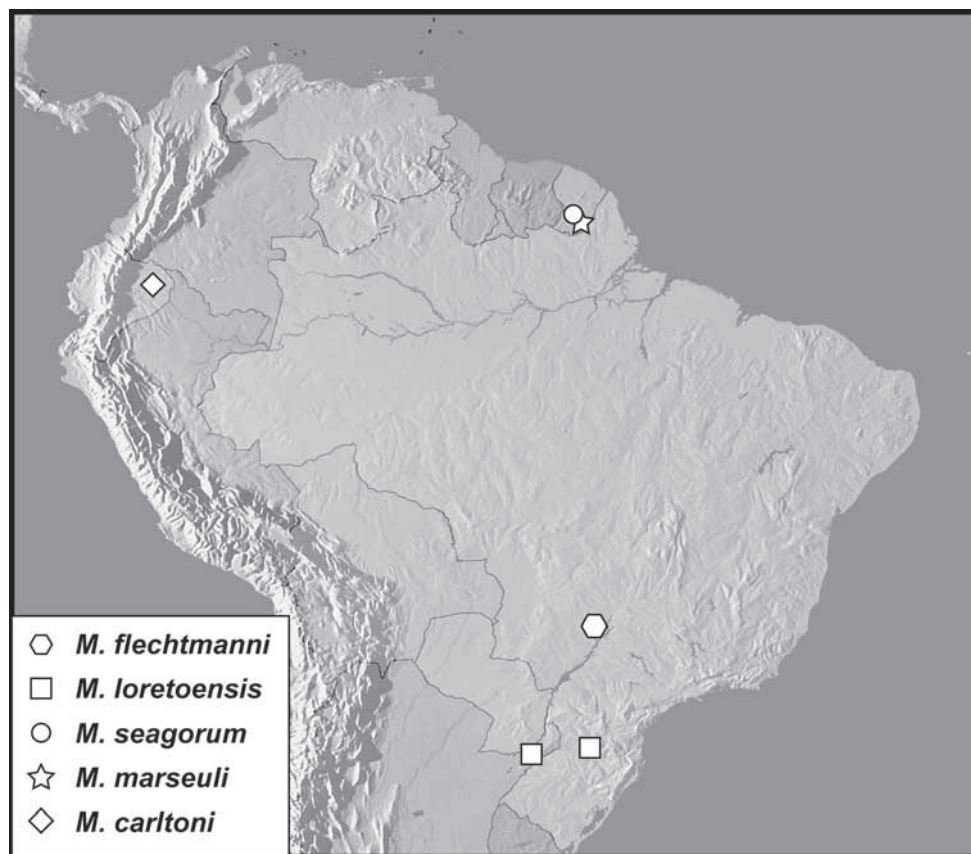 M. flechtmanni
M. loretoensis
M. seagorum
M. marseuli
M. carltoni